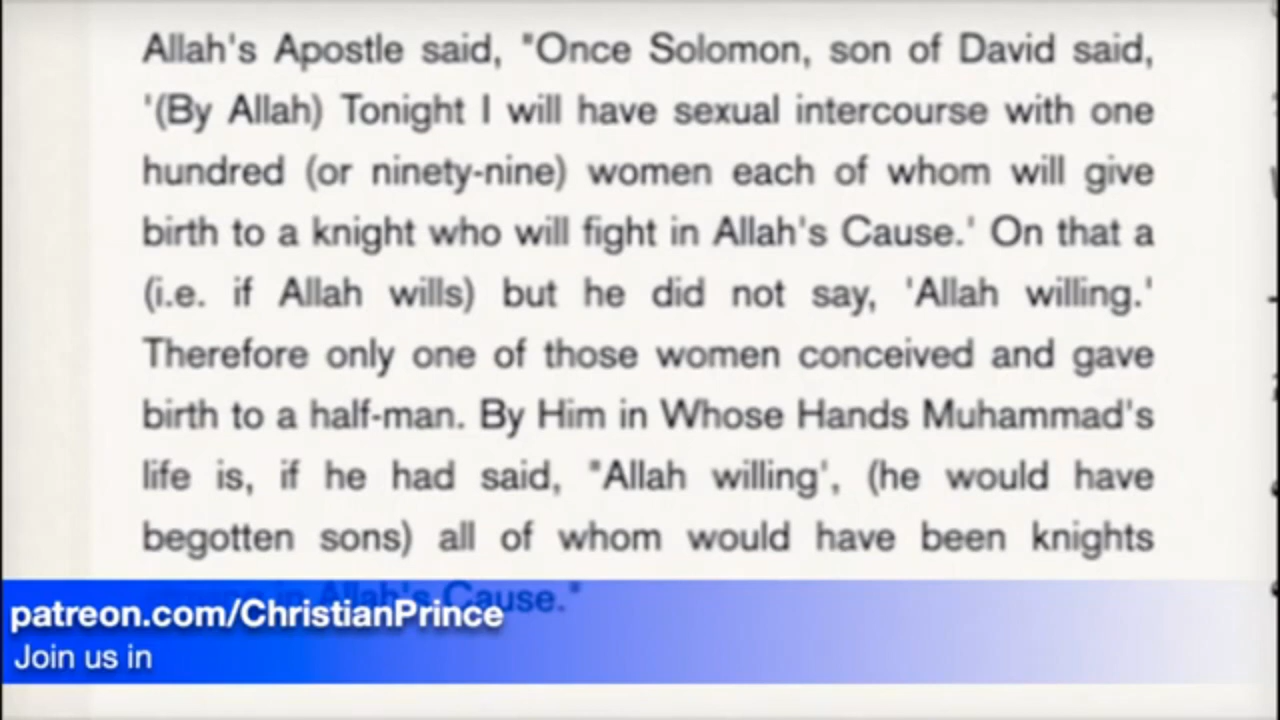 Allah's Apostle said, "Once Solomon, son of David said,
'(By Allah) Tonight I will have sexual intercourse with one
hundred (or ninety-nine) women each of whom will give
birth to a knight who will fight in Allah's Cause.' On that a
(i.e. if Allah wills) but he did not say, 'Allah willing.'
Therefore only one of those women conceived and gave
birth to a half-man. By Him in Whose Hands Muhammad's
life is, if he had said, "Allah willing', (he would have
begotten sons) all of whom would have been knights
in Allah's Cause."
patreon.com/ChristianPrince
Join us in